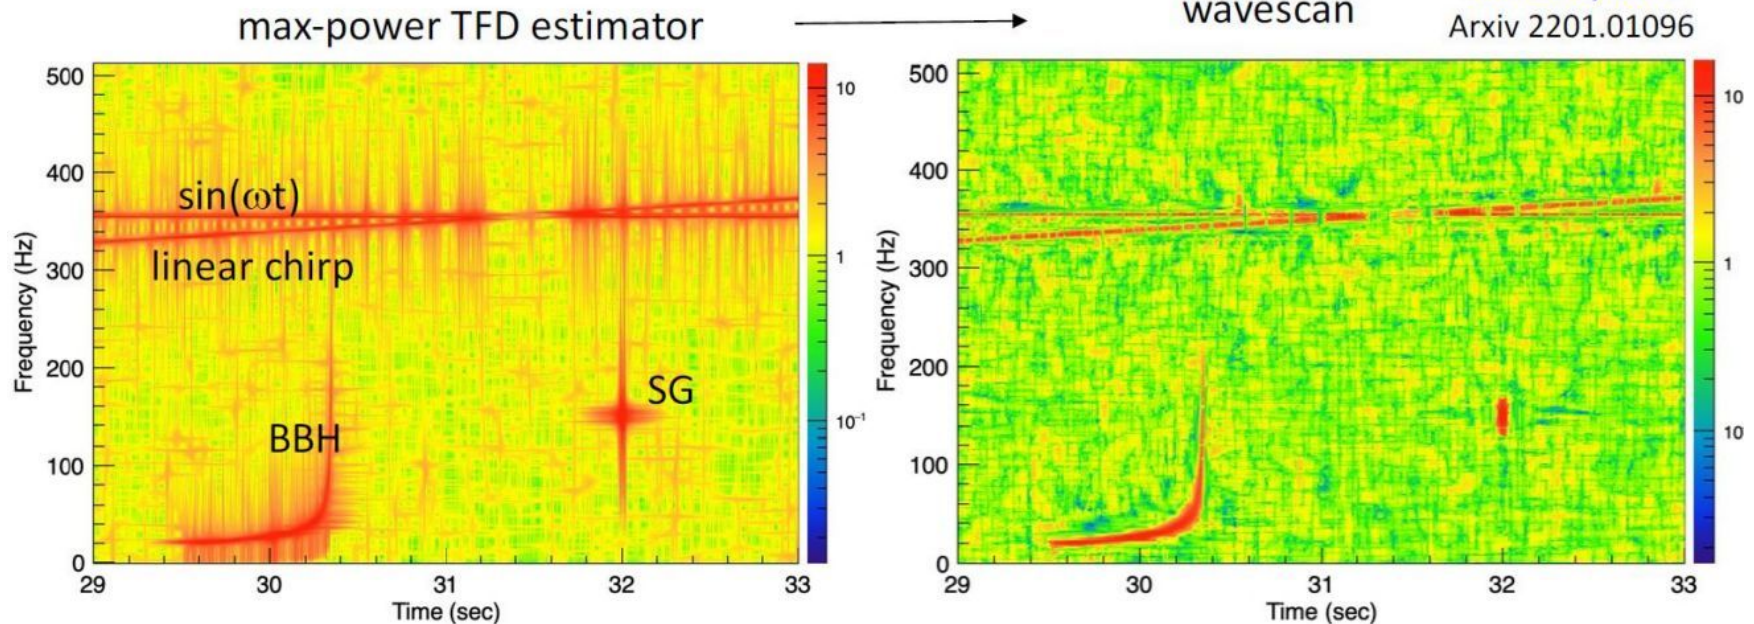 max-power TFD estimator
wavescan
Arxiv 2201.01096
500
400
300
200
100
0
Frequency (Hz)
sin(ωt)
linear chirp
BBH
SG
29
30
31
32
33
Time (sec)
10
1
10⁻¹
500
400
300
200
100
0
Frequency (Hz)
29
30
31
32
33
Time (sec)
10
1
10